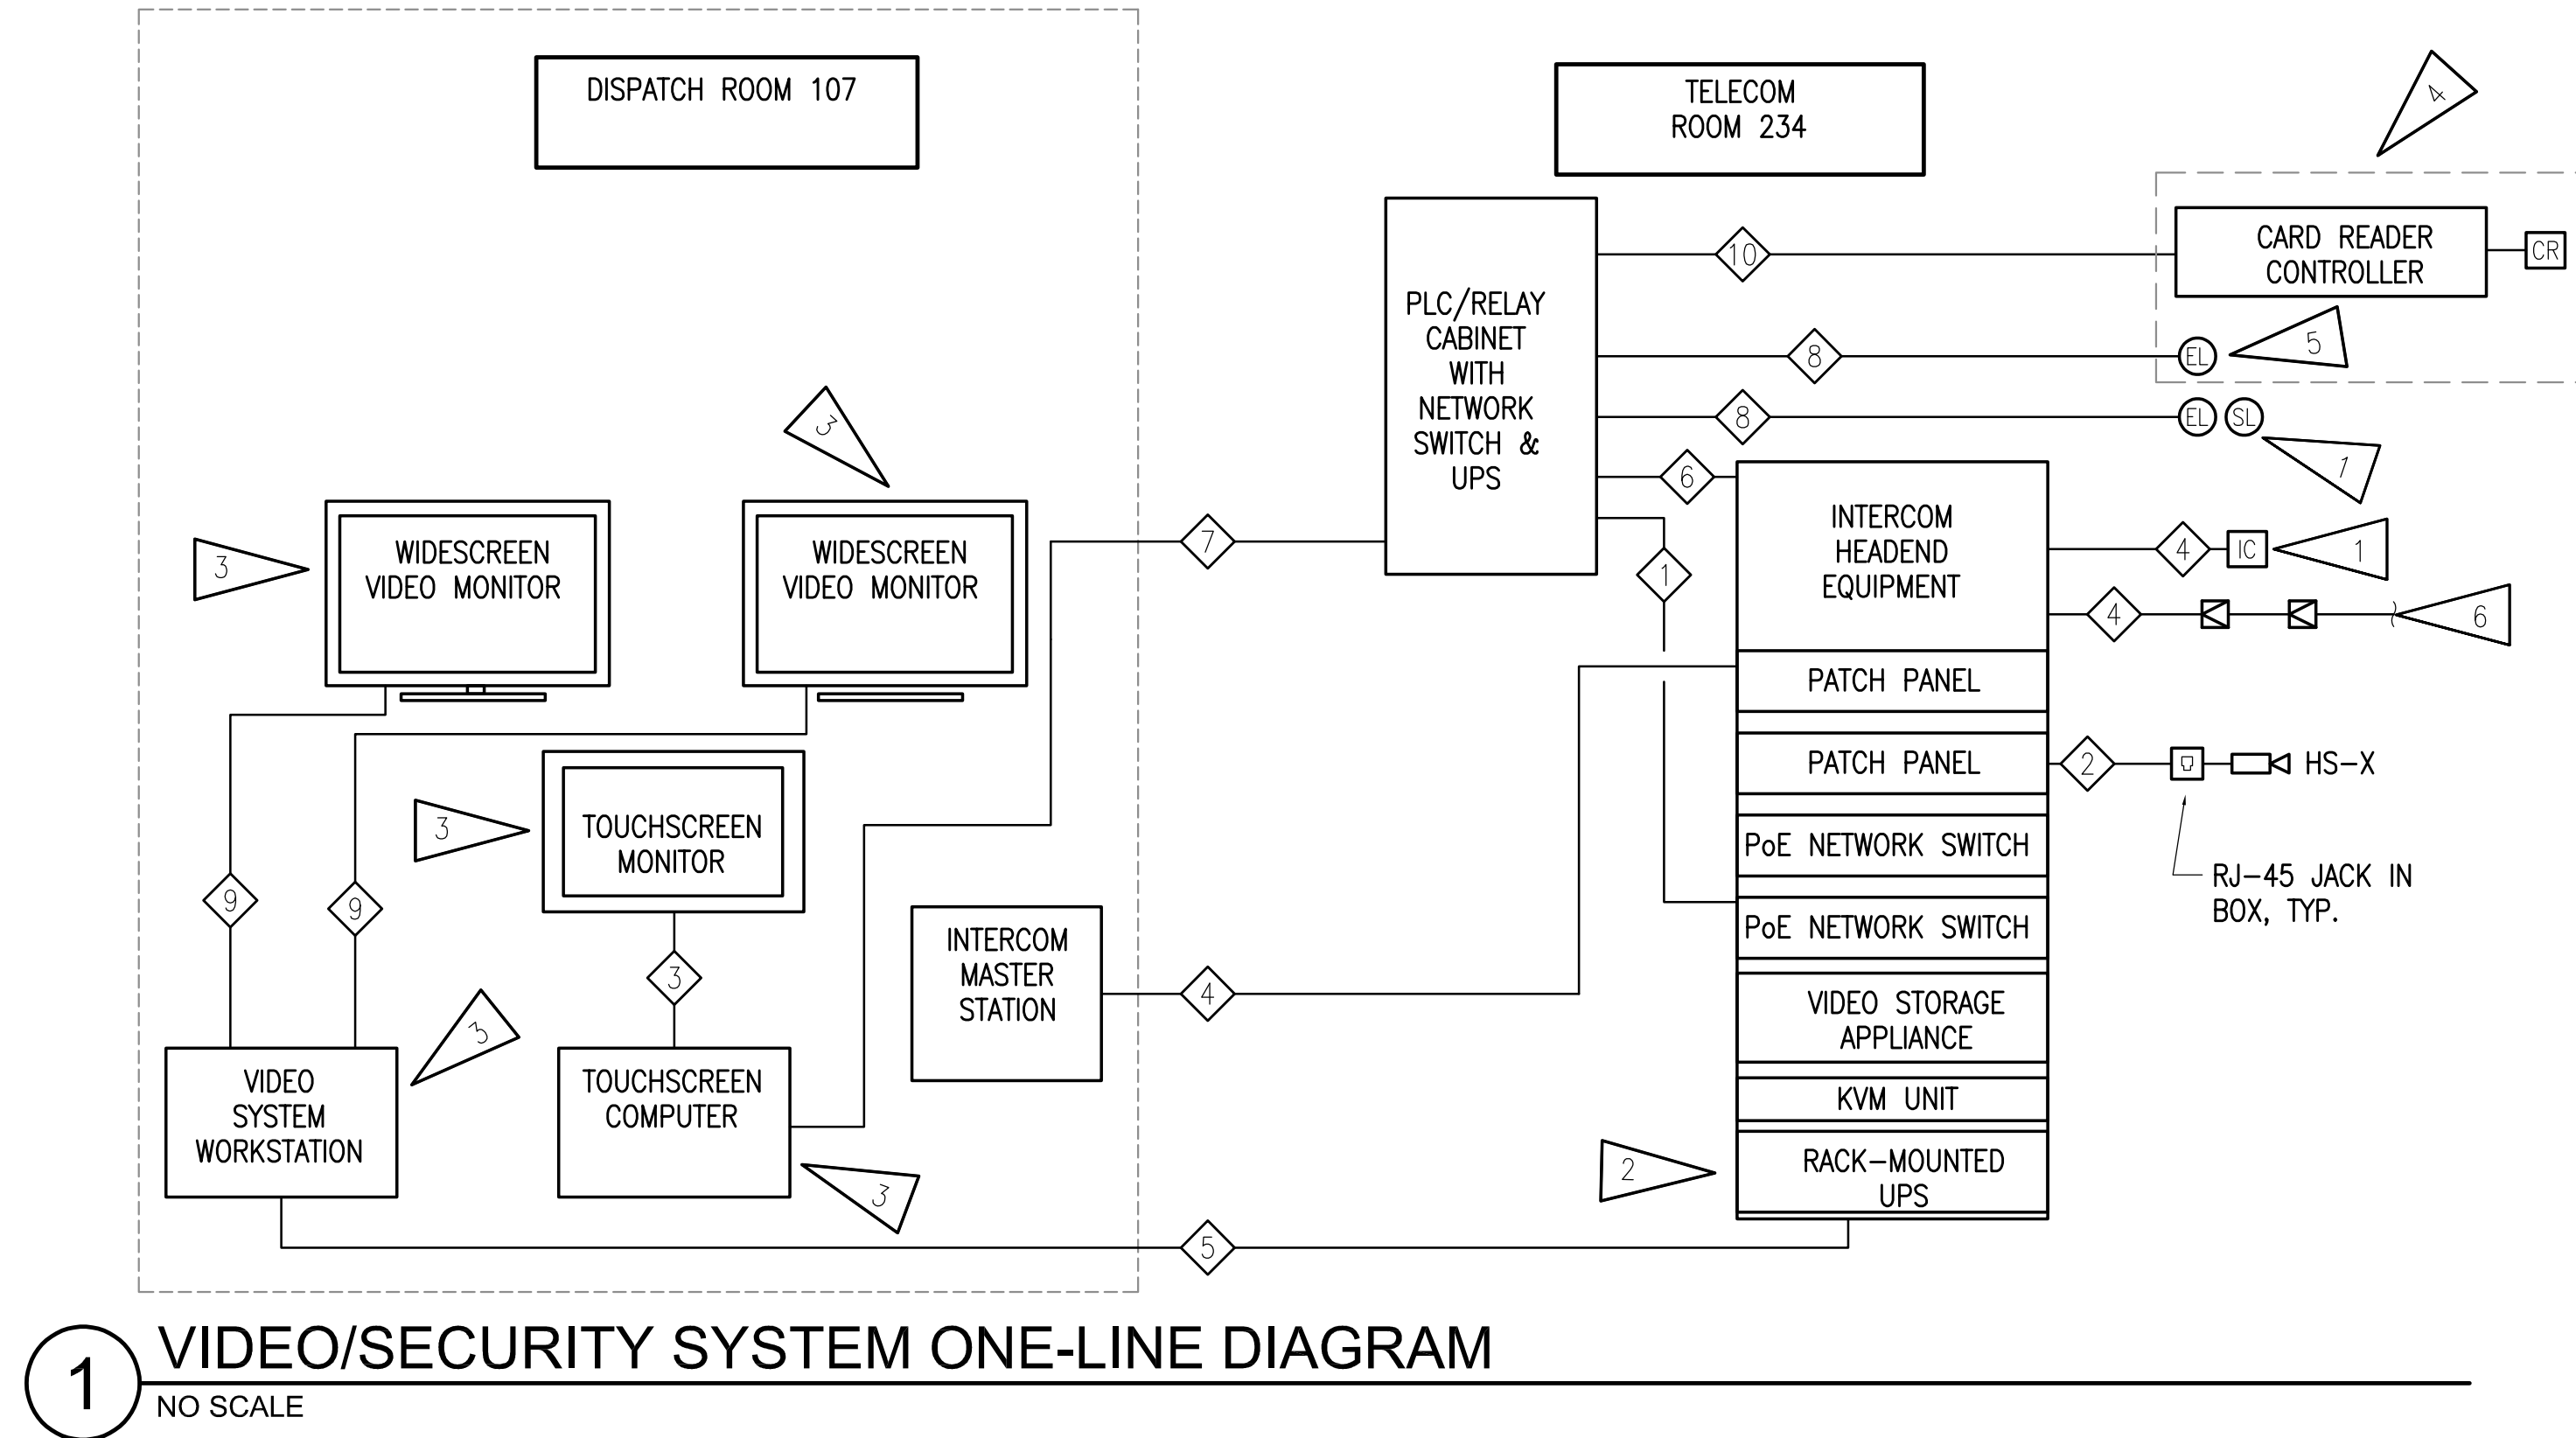 DISPATCH ROOM 107
TELECOM
ROOM 234
4
CARD READER
CONTROLLER
CR
10
PLC/RELAY
CABINET
WITH
NETWORK
SWITCH &
UPS
8
EL
5
8
EL
SL
1
6
3
WIDESCREEN
VIDEO MONITOR
3
WIDESCREEN
VIDEO MONITOR
7
1
INTERCOM
HEADEND
EQUIPMENT
4
IC
1
4
6
PATCH PANEL
PATCH PANEL
2
HS-X
RJ-45 JACK IN
BOX, TYP.
PoE NETWORK SWITCH
PoE NETWORK SWITCH
VIDEO STORAGE
APPLIANCE
KVM UNIT
RACK-MOUNTED
UPS
2
3
TOUCHSCREEN
MONITOR
9
9
3
INTERCOM
MASTER
STATION
4
VIDEO
SYSTEM
WORKSTATION
3
TOUCHSCREEN
COMPUTER
3
5
1
VIDEO/SECURITY SYSTEM ONE-LINE DIAGRAM
NO SCALE